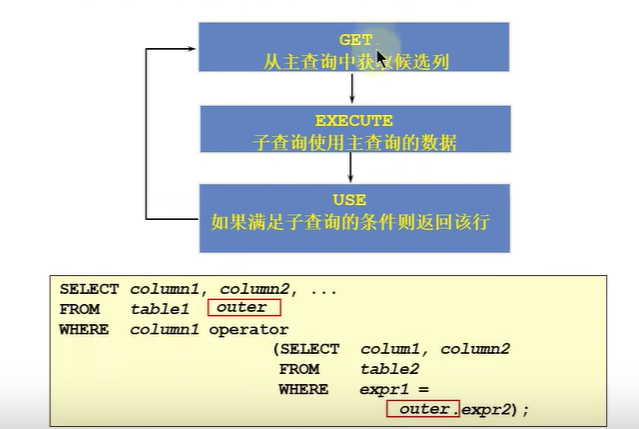 GET
从主查询中获取候选列
EXECUTE
子查询使用主查询的数据
USE
如果满足子查询的条件则返回该行
SELECT column1, column2, ...
FROM table1 outer
WHERE column1 operator
(SELECT colum1, column2
FROM table2
WHERE expr1 =
outer.expr2);